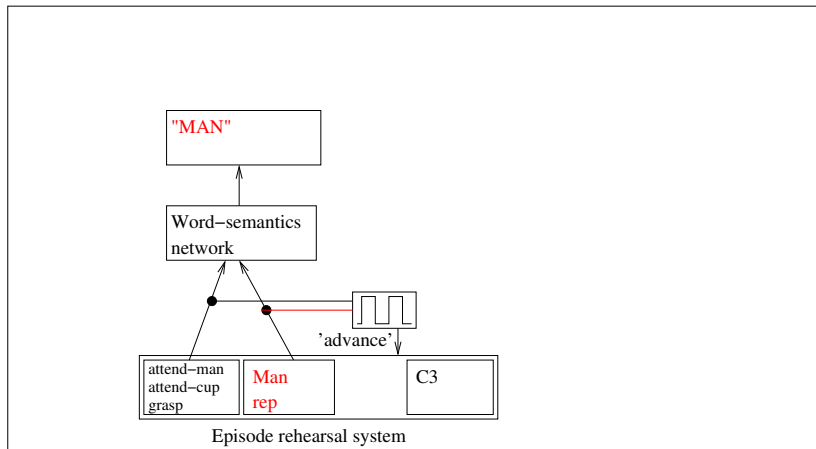 "MAN"
Word−semantics
network
'advance'
attend−man
attend−cup
grasp
Man
rep
C3
Episode rehearsal system